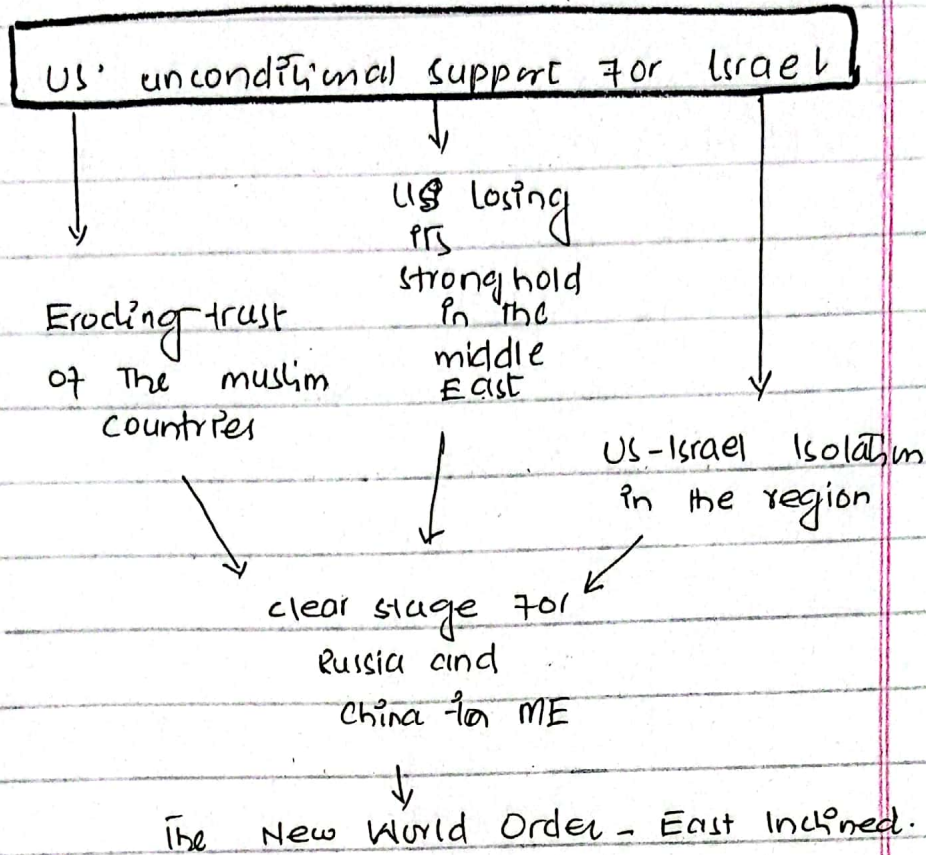 US' unconditional support for Israel
US losing
its
stronghold
in the
middle
East
Eroding trust
of The muslim
countries
US-Israel Isolation
in the region
clear stage for
Russia and
China in ME
The New World Order - East Inclined.